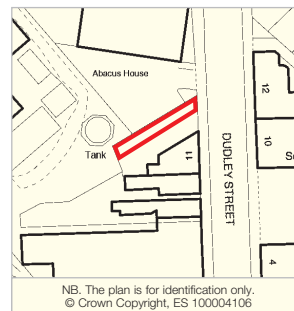 Abacus House
12
Tank
11
DUDLEY STREET
10
4
NB. The plan is for identification only.
© Crown Copyright, ES 100004106